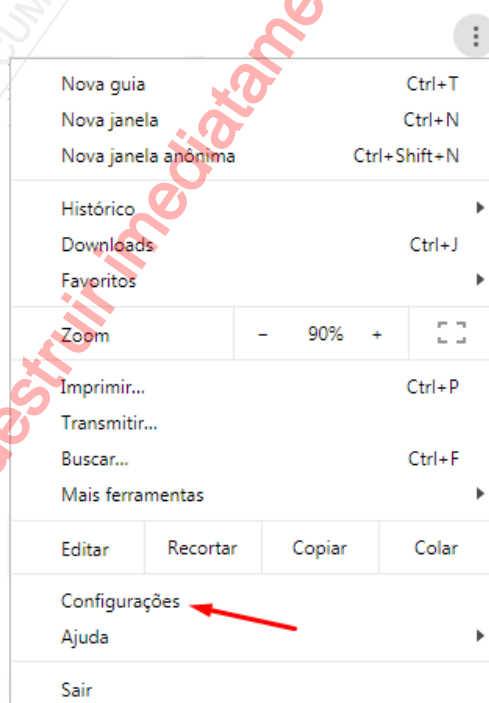 Nova guia Ctrl+T
Nova janela Ctrl+N
Nova janela anônima Ctrl+Shift+N
Histórico
Downloads Ctrl+J
Favoritos
Zoom - 90% +
Imprimir... Ctrl+P
Transmitir...
Buscar... Ctrl+F
Mais ferramentas
Editar Recortar Copiar Colar
Configurações
Ajuda
Sair